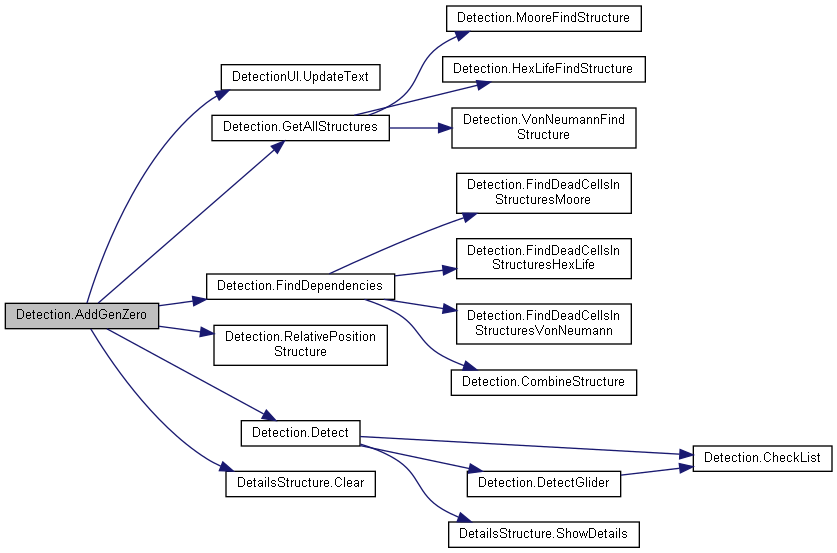 Detection.MooreFindStructure
Detection.HexLifeFindStructure
DetectionUI.UpdateText
Detection.GetAllStructures
Detection.VonNeumannFind
Structure
Detection.FindDeadCellsIn
StructuresMoore
Detection.FindDeadCellsIn
StructuresHexLife
Detection.FindDependencies
Detection.AddGenZero
Detection.FindDeadCellsIn
StructuresVonNeumann
Detection.RelativePosition
Structure
Detection.CombineStructure
Detection.Detect
Detection.CheckList
DetailsStructure.Clear
Detection.DetectGlider
DetailsStructure.ShowDetails